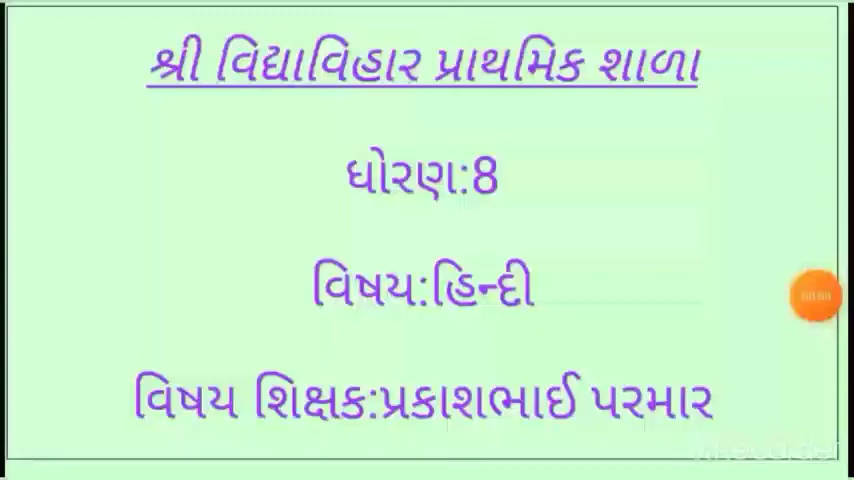 શ્રી વિદ્યાવિહાર પ્રાથમિક શાળા
ધોરણ:8
વિષય:હિન્દી
વિષય શિક્ષક:પ્રકાશભાઈ પરમાર